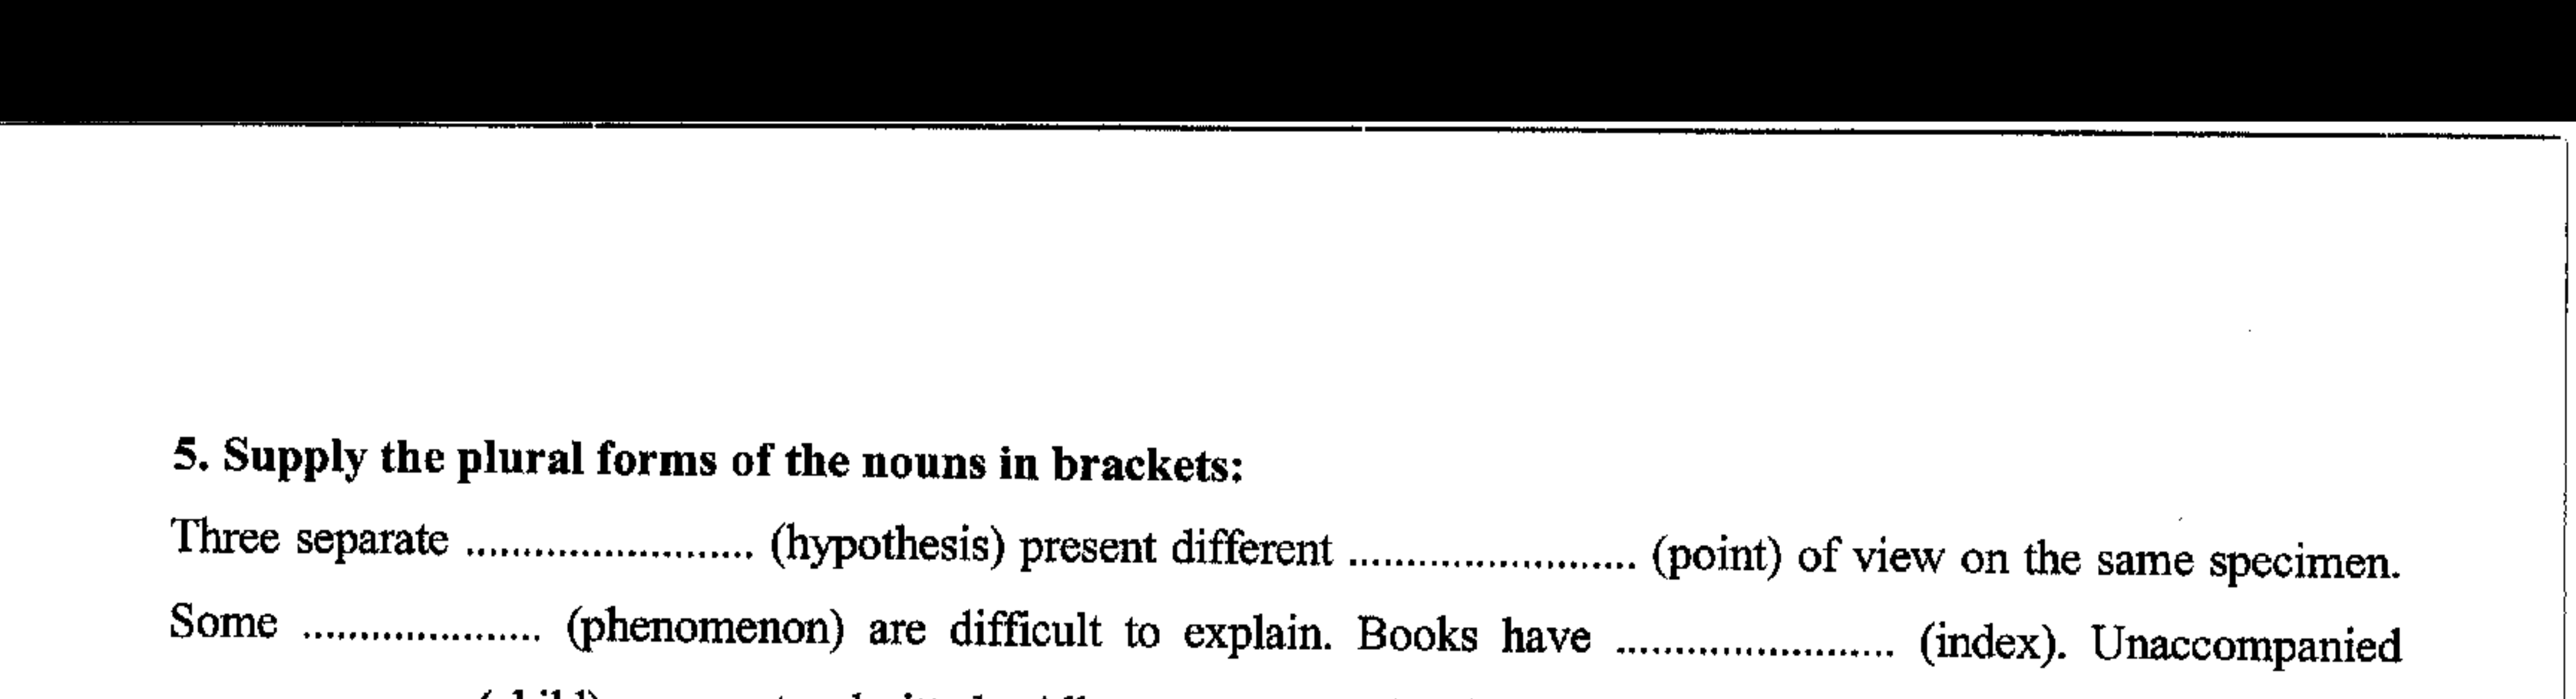 5. Supply the plural forms of the nouns in brackets:
Three separate ......................... (hypothesis) present different ......................... (point) of view on the same specimen.
Some ..................... (phenomenon) are difficult to explain. Books have ........................ (index). Unaccompanied